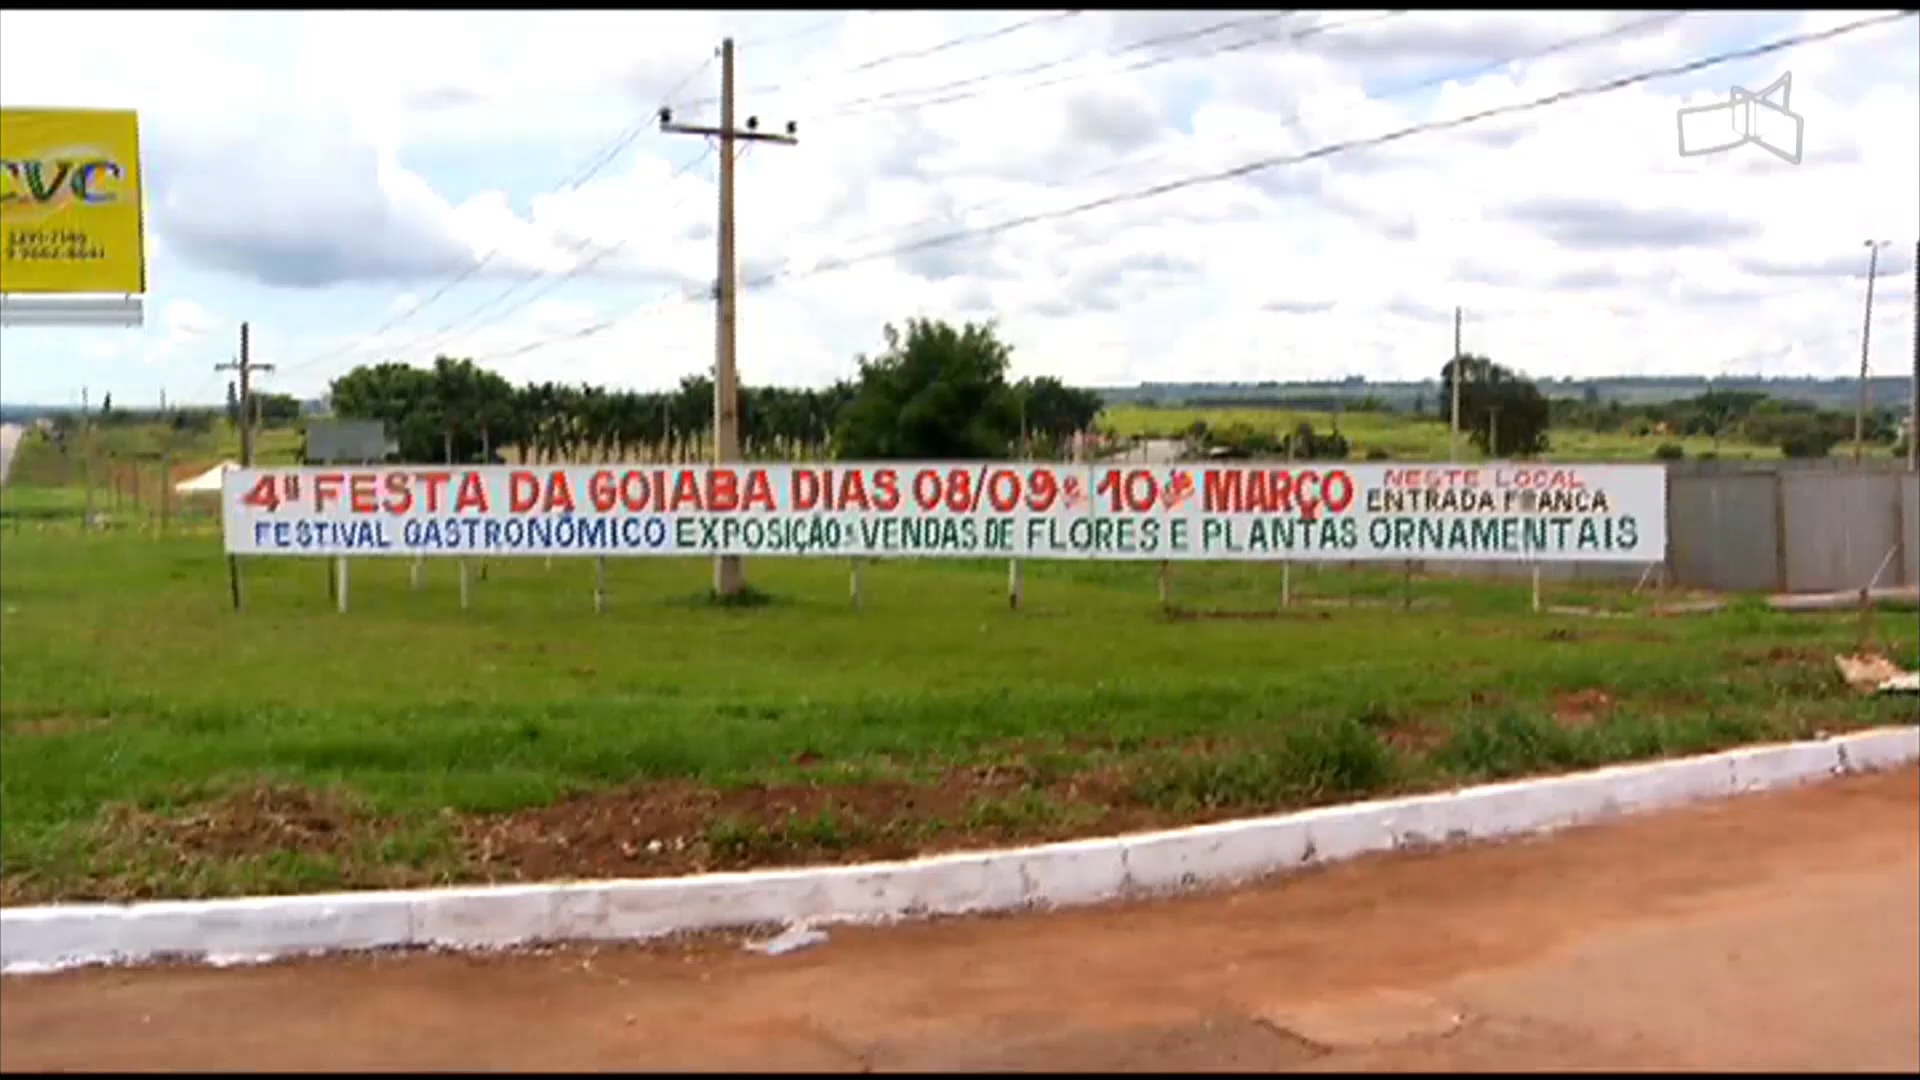 CVC
4ª FESTA DA GOIABA DIAS 08/09 e 10 de MARÇO
NESTE LOCAL
ENTRADA FRANCA
FESTIVAL GASTRONÔMICO EXPOSIÇÃO e VENDAS DE FLORES E PLANTAS ORNAMENTAIS